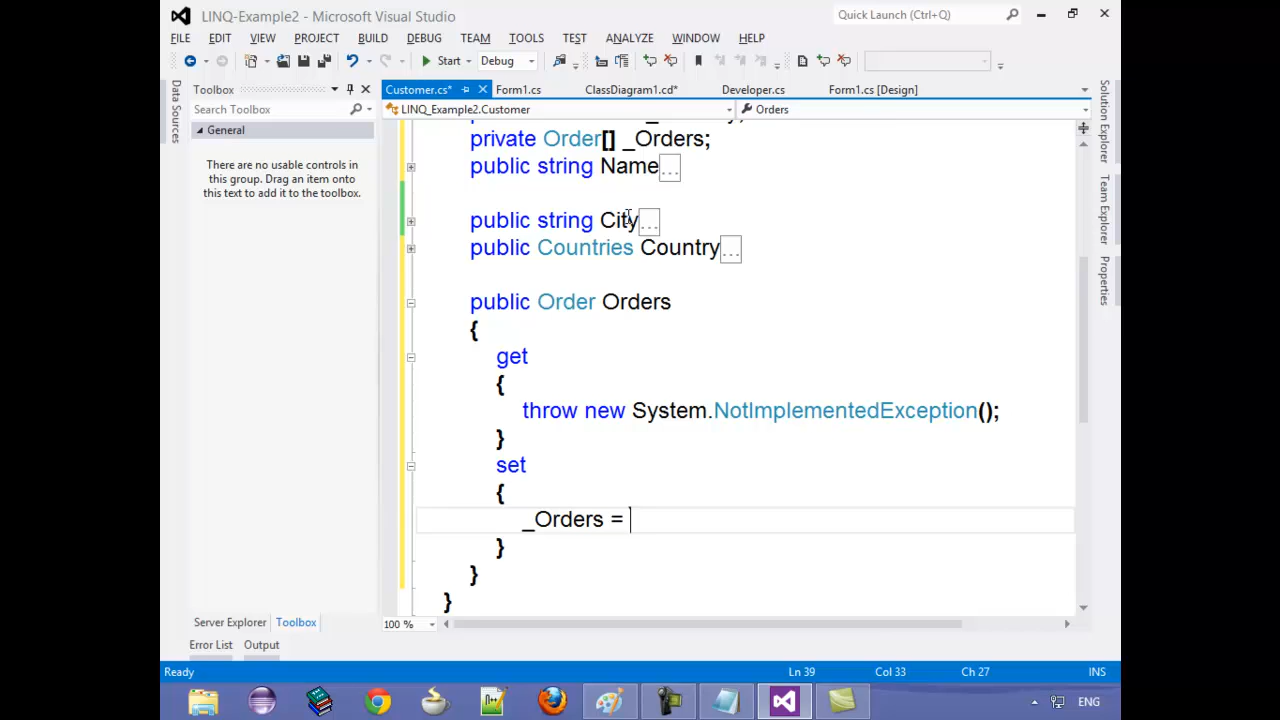 LINQ-Example2 - Microsoft Visual Studio
Quick Launch (Ctrl+Q)
FILE EDIT VIEW PROJECT BUILD DEBUG TEAM TOOLS TEST ANALYZE WINDOW HELP
Start Debug
Data Sources
Toolbox
Search Toolbox
General
There are no usable controls in
this group. Drag an item onto
this text to add it to the toolbox.
Server Explorer Toolbox
Customer.cs* Form1.cs ClassDiagram1.cd* Developer.cs Form1.cs [Design]
LINQ_Example2.Customer Orders
private Order[] _Orders;
public string Name...
public string City...
public Countries Country...
public Order Orders
{
get
{
throw new System.NotImplementedException();
}
set
{
_Orders =
}
}
}
100 %
Solution Explorer
Team Explorer
Properties
Error List Output
Ready Ln 39 Col 33 Ch 27 INS
ENG